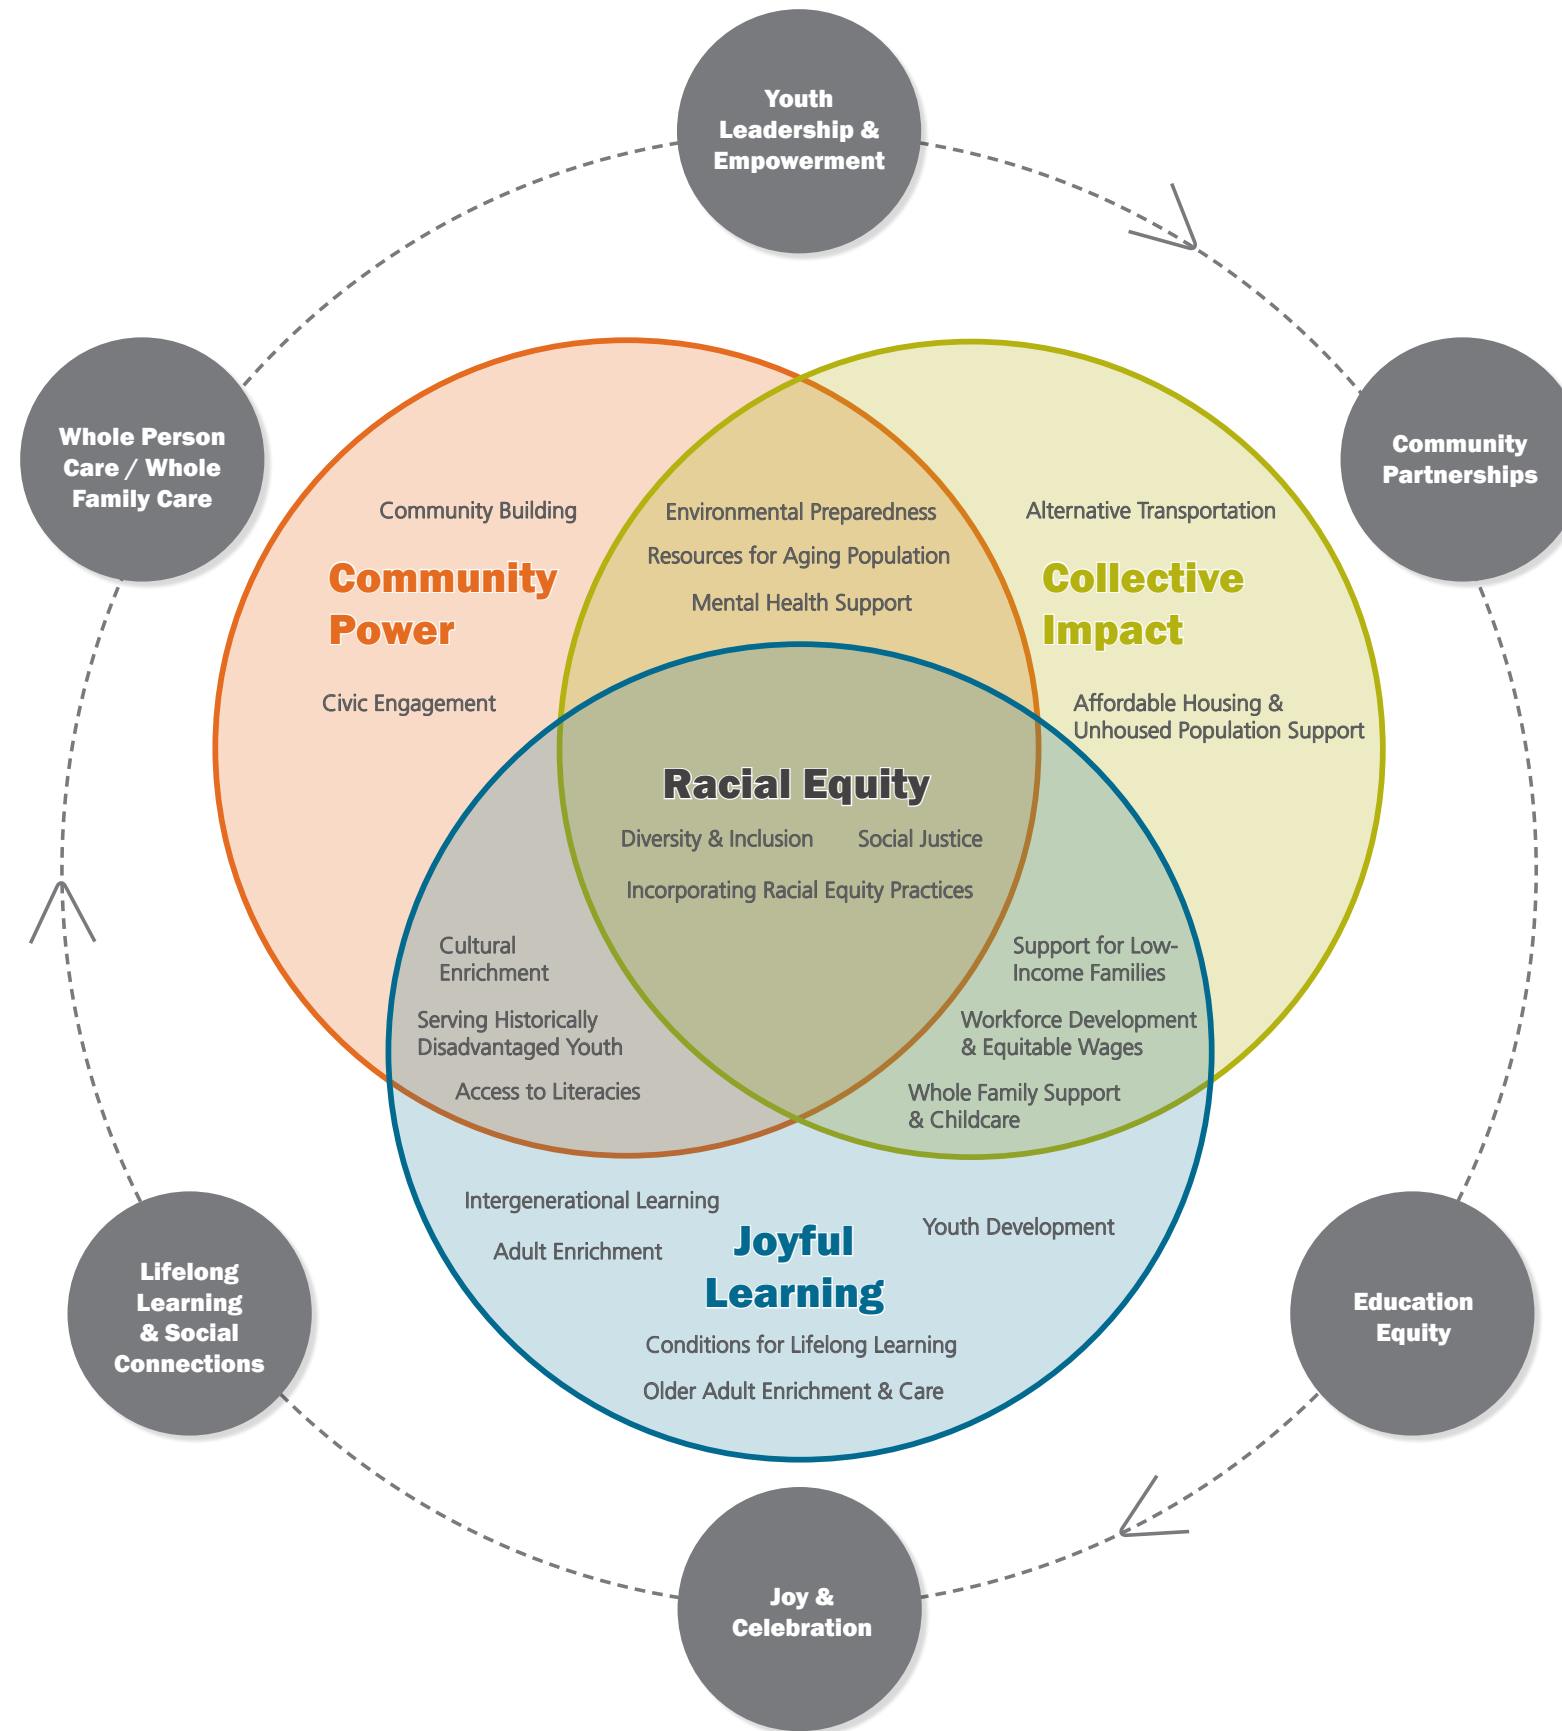 Youth
Leadership &
Empowerment
Whole Person
Care / Whole
Family Care
Community
Partnerships
Community Building
Environmental Preparedness
Alternative Transportation
Resources for Aging Population
Community
Power
Collective
Impact
Mental Health Support
Civic Engagement
Affordable Housing &
Unhoused Population Support
Racial Equity
Diversity & Inclusion
Social Justice
Incorporating Racial Equity Practices
Cultural
Enrichment
Support for Low-
Income Families
Serving Historically
Disadvantaged Youth
Workforce Development
& Equitable Wages
Access to Literacies
Whole Family Support
& Childcare
Intergenerational Learning
Youth Development
Adult Enrichment
Joyful
Learning
Conditions for Lifelong Learning
Older Adult Enrichment & Care
Lifelong
Learning
& Social
Connections
Education
Equity
Joy &
Celebration